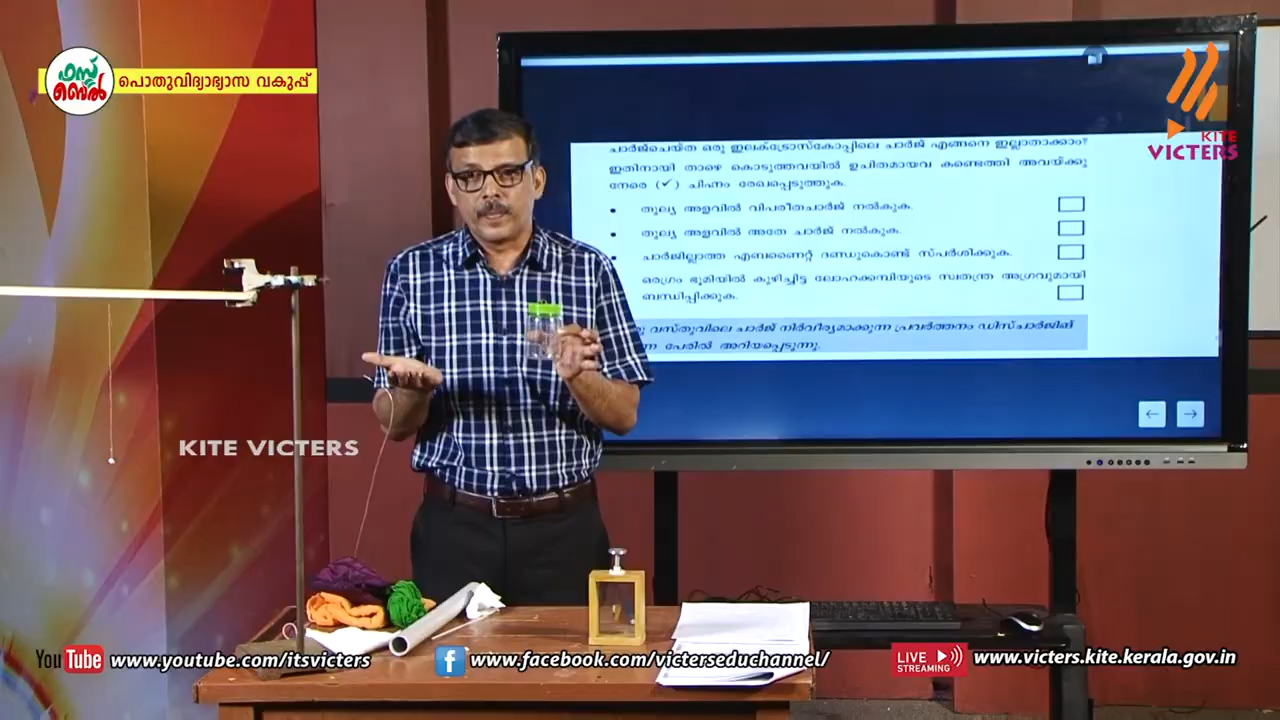 ഫസ്റ്റ്
ബെൽ
പൊതുവിദ്യാഭ്യാസ വകുപ്പ്
KITE
VICTERS
ചാർജ്ചെയ്ത ഒരു ഇലക്ട്രോസ്കോപ്പിലെ ചാർജ് എങ്ങനെ ഇല്ലാതാക്കാം?
ഇതിനായി താഴെ കൊടുത്തവയിൽ ഉചിതമായവ കണ്ടെത്തി അവയ്ക്കു
നേരെ (✓) ചിഹ്നം രേഖപ്പെടുത്തുക.
• തുല്യ അളവിൽ വിപരീതചാർജ് നൽകുക.
• തുല്യ അളവിൽ അതേ ചാർജ് നൽകുക.
• ചാർജില്ലാത്ത എബണൈറ്റ് ദണ്ഡുകൊണ്ട് സ്പർശിക്കുക.
ഒരഗ്രം ഭൂമിയിൽ കുഴിച്ചിട്ട ലോഹക്കമ്പിയുടെ സ്വതന്ത്ര അഗ്രവുമായി
ബന്ധിപ്പിക്കുക.
വസ്തുവിലെ ചാർജ് നിർവീര്യമാക്കുന്ന പ്രവർത്തനം ഡിസ്ചാർജിങ്
പേരിൽ അറിയപ്പെടുന്നു.
KITE VICTERS
YouTube www.youtube.com/itsvicters
f www.facebook.com/victerseduchannel/
LIVE STREAMING www.victers.kite.kerala.gov.in